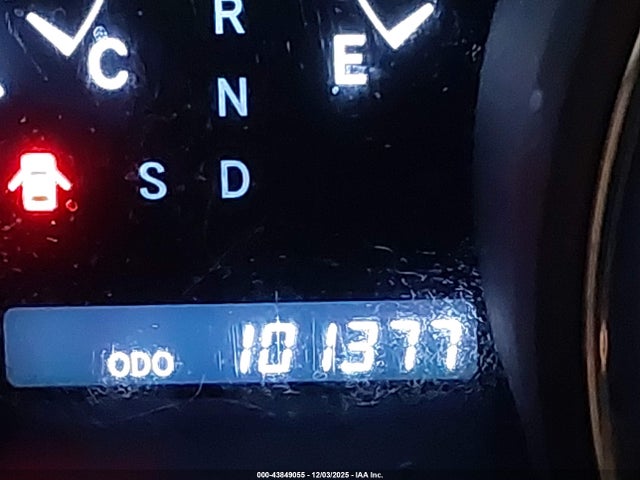 R
C E
N
S D
ODO 101377
000-43849055 - 12/03/2025 - IAA Inc.